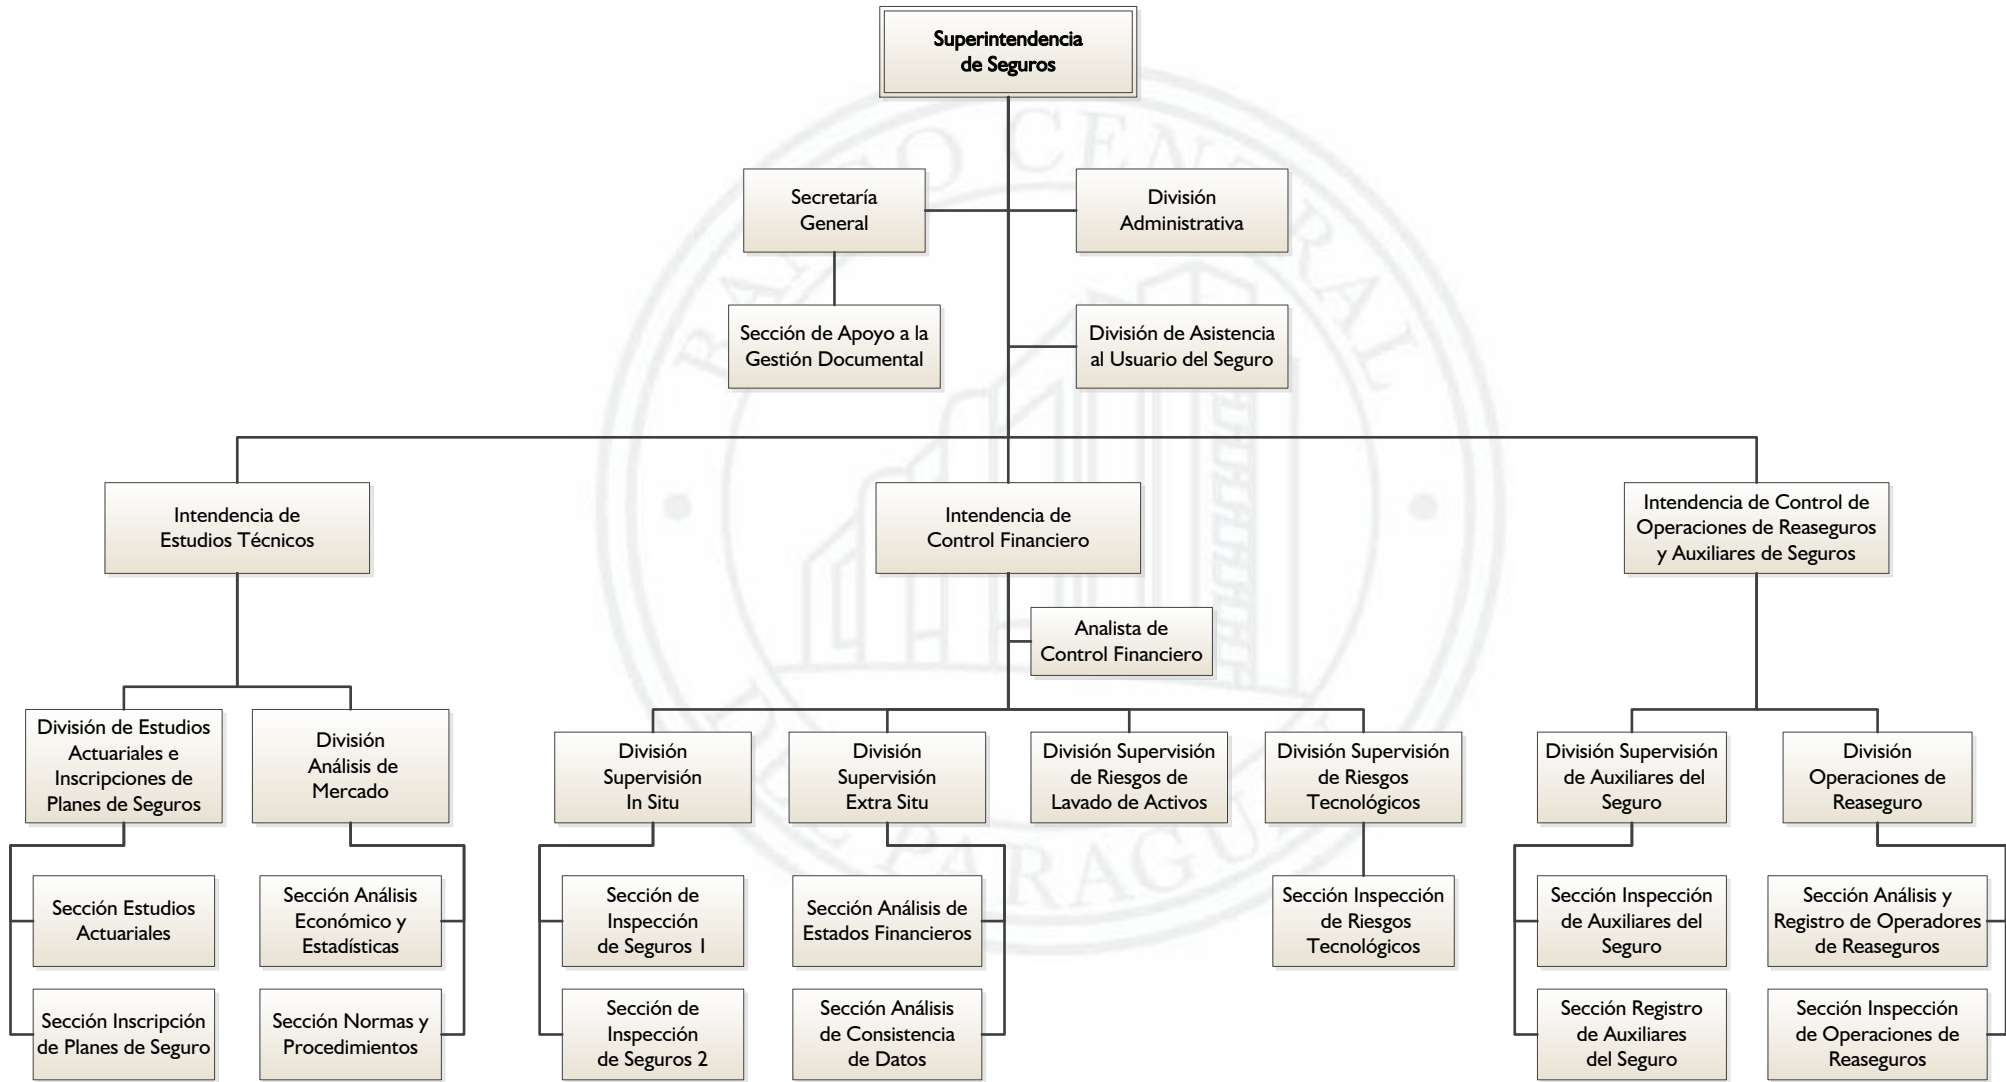 Superintendencia
de Seguros
Secretaría
General
División
Administrativa
Sección de Apoyo a la
Gestión Documental
División de Asistencia
al Usuario del Seguro
Intendencia de
Estudios Técnicos
Intendencia de
Control Financiero
Intendencia de Control de
Operaciones de Reaseguros
y Auxiliares de Seguros
Analista de
Control Financiero
División de Estudios
Actuariales e
Inscripciones de
Planes de Seguros
División
Análisis de
Mercado
División
Supervisión
In Situ
División
Supervisión
Extra Situ
División Supervisión
de Riesgos de
Lavado de Activos
División Supervisión
de Riesgos
Tecnológicos
División Supervisión
de Auxiliares del
Seguro
División
Operaciones de
Reaseguro
Sección Estudios
Actuariales
Sección Análisis
Económico y
Estadísticas
Sección de
Inspección
de Seguros 1
Sección Análisis de
Estados Financieros
Sección Inspección
de Riesgos
Tecnológicos
Sección Inspección
de Auxiliares del
Seguro
Sección Análisis y
Registro de Operadores
de Reaseguros
Sección Inscripción
de Planes de Seguro
Sección Normas y
Procedimientos
Sección de
Inspección
de Seguros 2
Sección Análisis
de Consistencia
de Datos
Sección Registro
de Auxiliares
del Seguro
Sección Inspección
de Operaciones de
Reaseguros
BANCO CENTRAL
DEL PARAGUAY